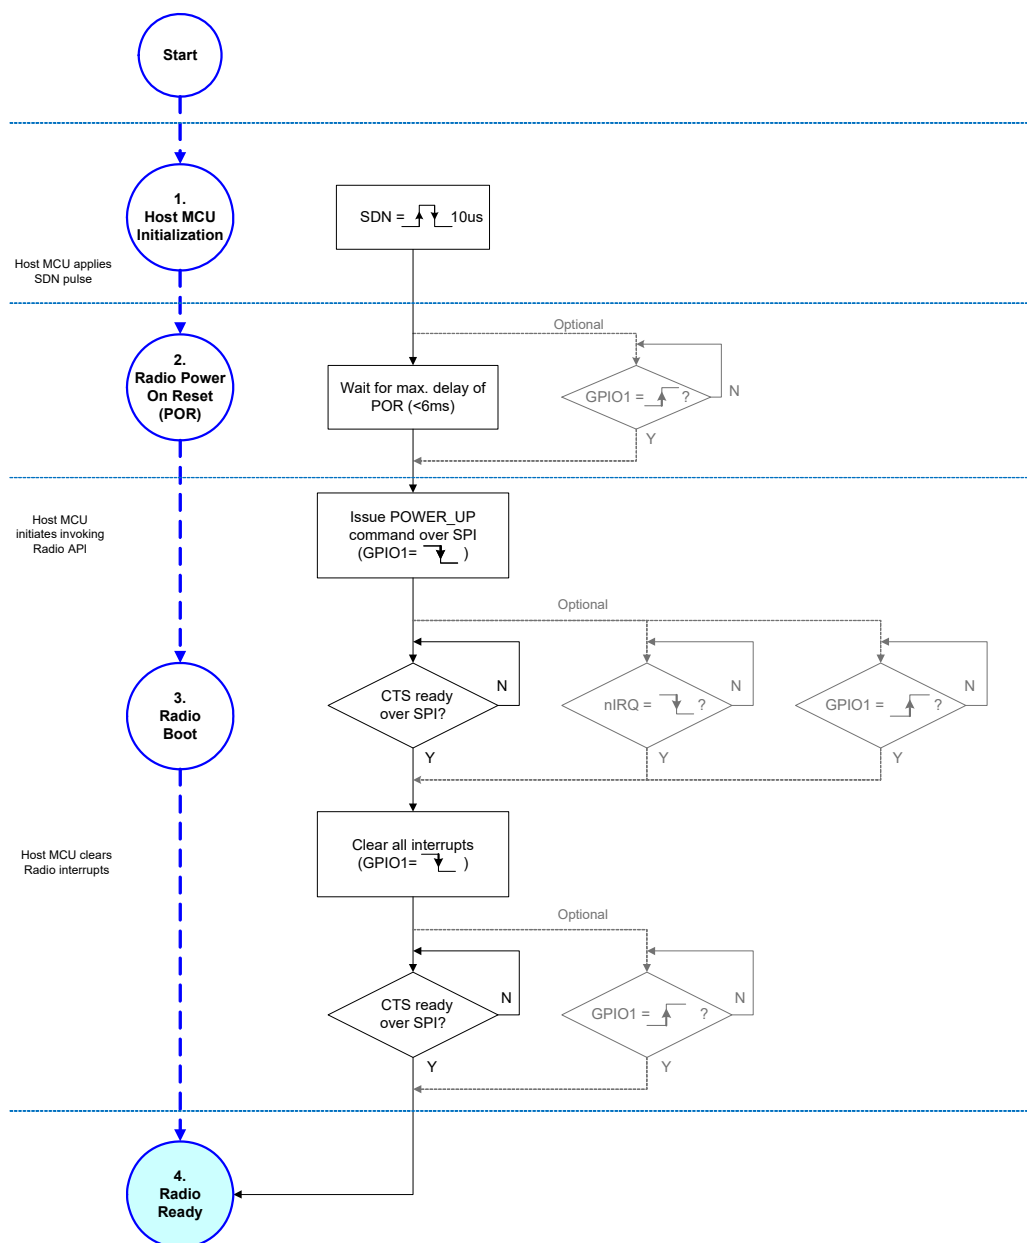 Start
1.
Host MCU
Initialization
SDN = 10us
Host MCU applies
SDN pulse
Optional
2.
Radio Power
On Reset
(POR)
Wait for max. delay of
POR (<6ms)
GPIO1 = ?
N
Y
Host MCU
initiates invoking
Radio API
Issue POWER_UP
command over SPI
(GPIO1= )
Optional
3.
Radio
Boot
CTS ready
over SPI?
N
Y
nIRQ = ?
N
Y
GPIO1 = ?
N
Y
Host MCU clears
Radio interrupts
Clear all interrupts
(GPIO1= )
Optional
CTS ready
over SPI?
N
Y
GPIO1 = ?
N
Y
4.
Radio
Ready